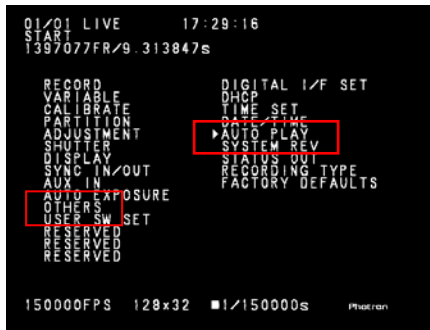 01/01 LIVE 17:29:16
START
1397077FR/9.313847s
RECORD
VARIABLE
CALIBRATE
PARTITION
ADJUSTMENT
SHUTTER
DISPLAY
SYNC IN/OUT
AUX IN
AUTO EXPOSURE
OTHERS
USER SW SET
RESERVED
RESERVED
RESERVED
DIGITAL I/F SET
DHCP
TIME SET
DATE/TIME
▶AUTO PLAY
SYSTEM REV
STATUS OUT
RECORDING TYPE
FACTORY DEFAULTS
150000FPS 128x32 ■1/150000s Photron